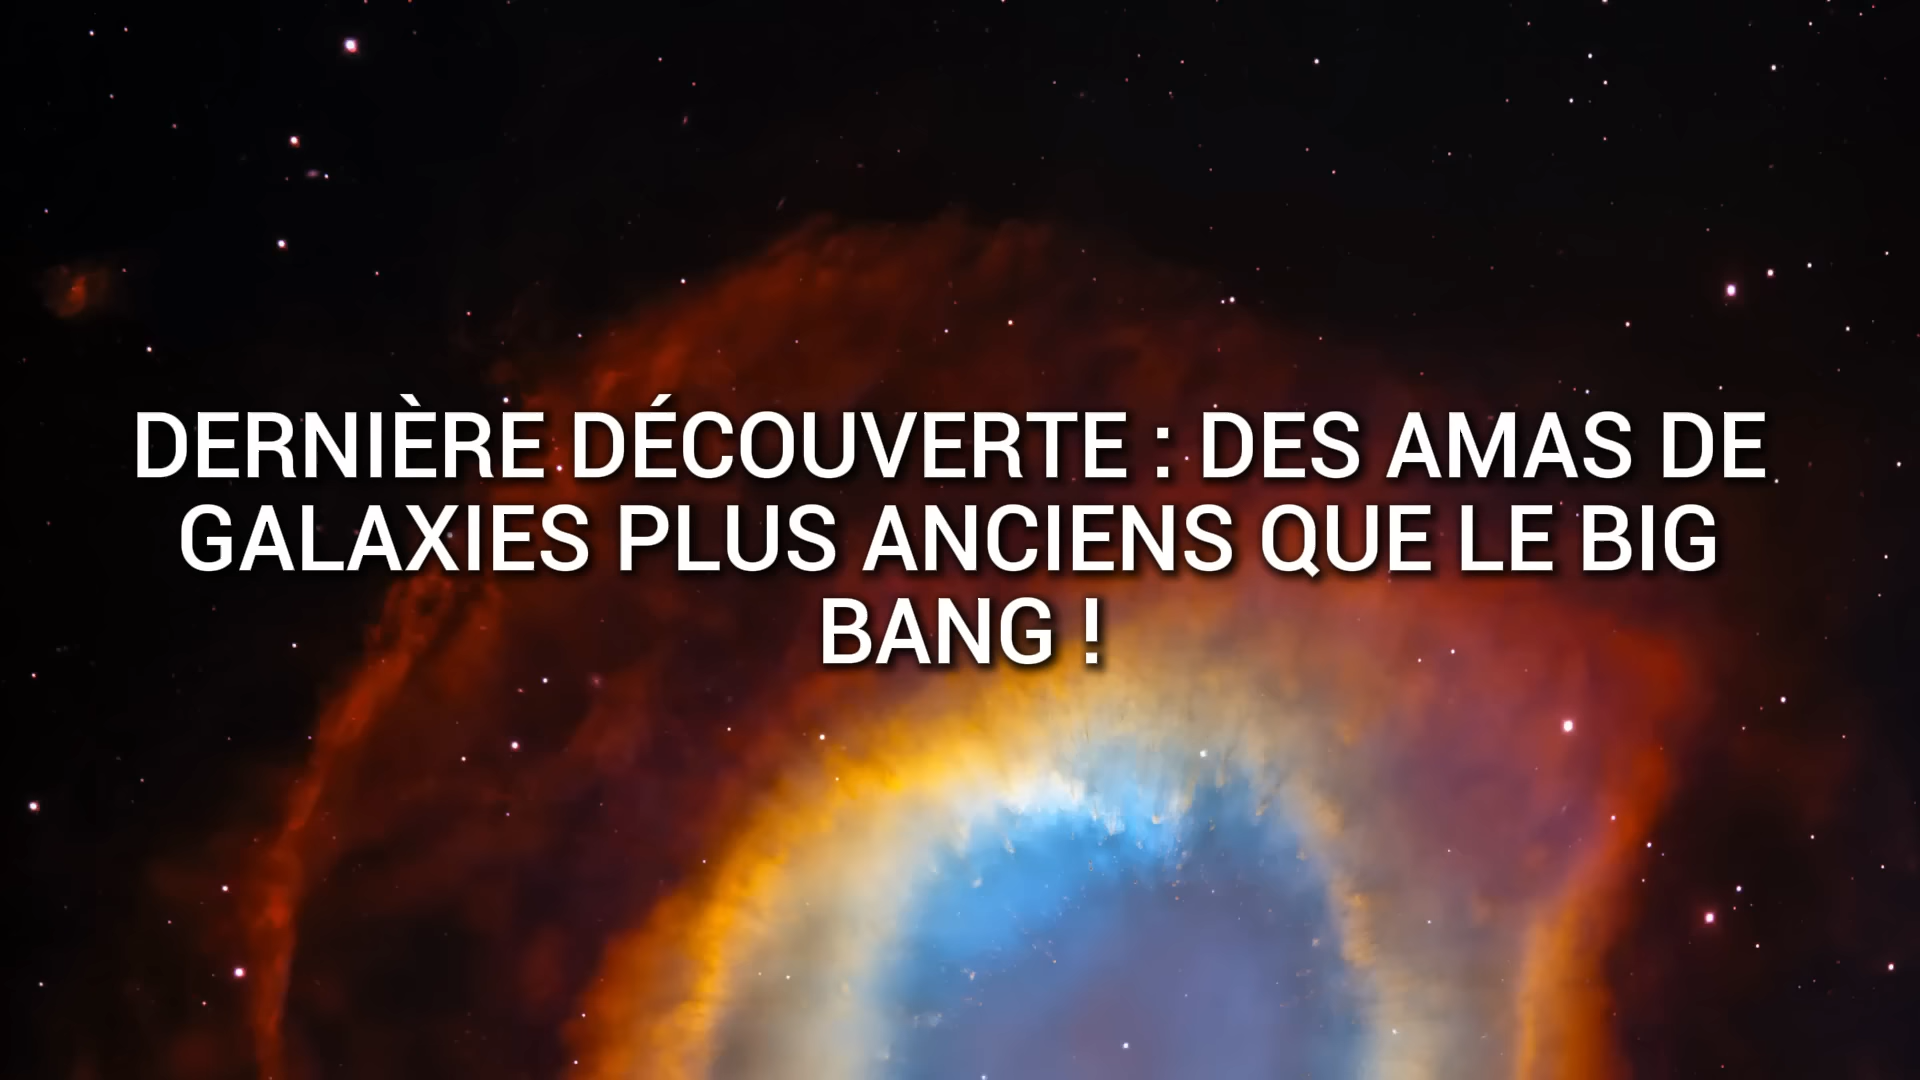 DERNIÈRE DÉCOUVERTE : DES AMAS DE
GALAXIES PLUS ANCIENS QUE LE BIG
BANG !